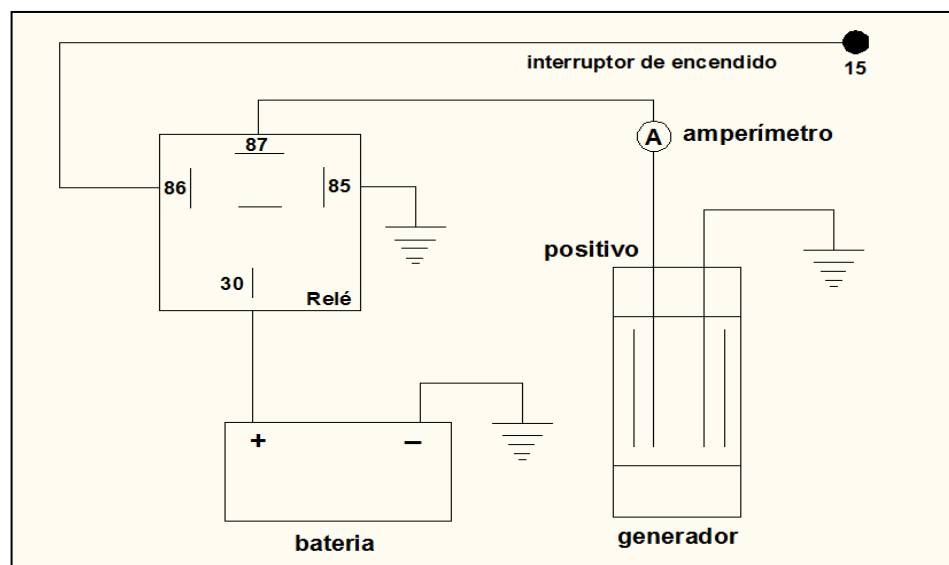 interruptor de encendido
15
87
A amperímetro
86
85
positivo
30
Relé
+ –
bateria
generador